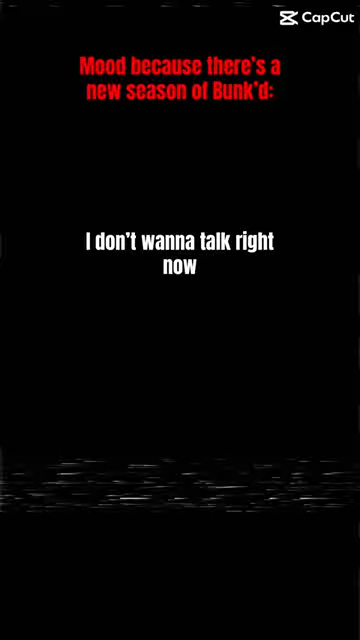 CapCut
Mood because there's a
new season of Bunk'd:
I don't wanna talk right
now